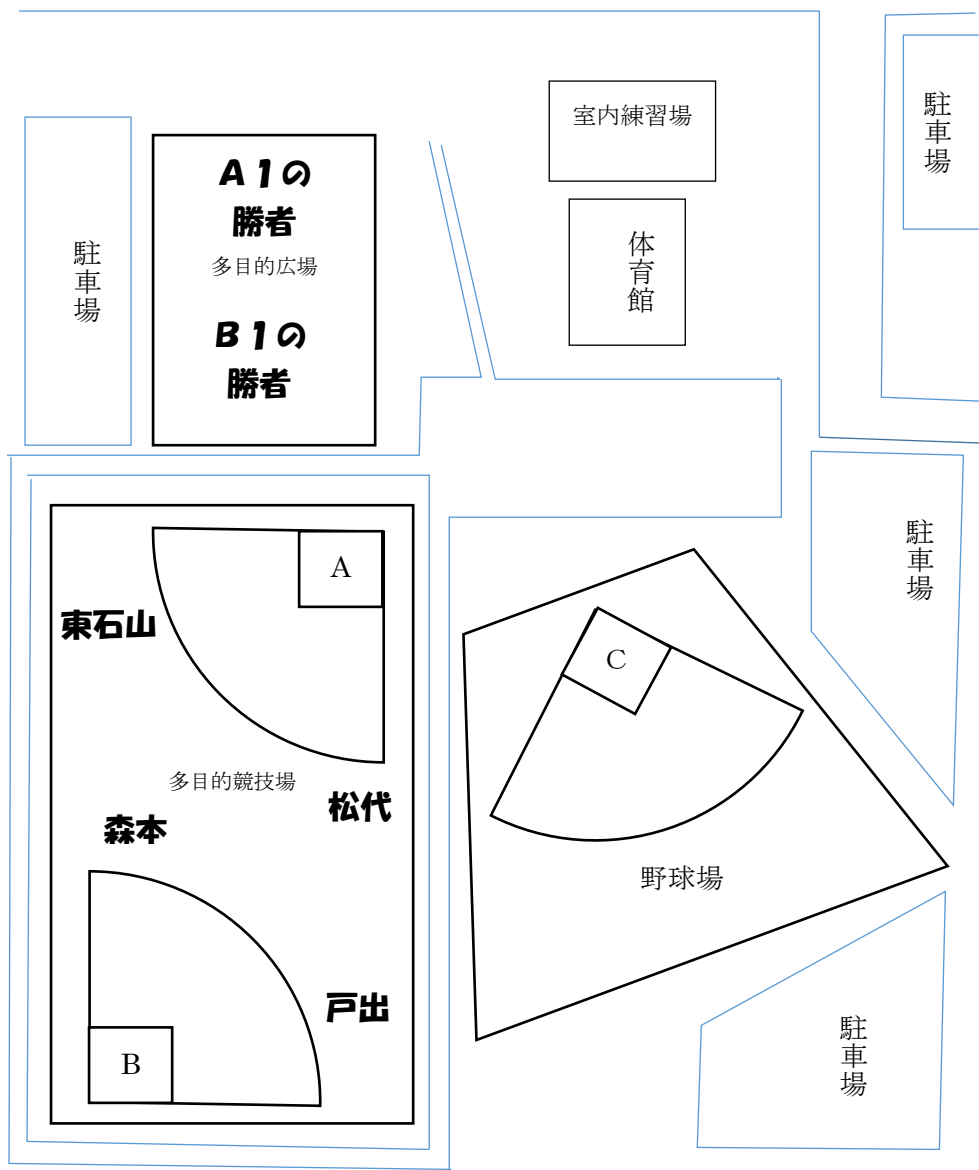 室内練習場
駐車場
A1の
勝者
多目的広場
B1の
勝者
駐車場
体育館
A
東石山
多目的競技場
松代
森本
戸出
B
C
野球場
駐車場
駐車場